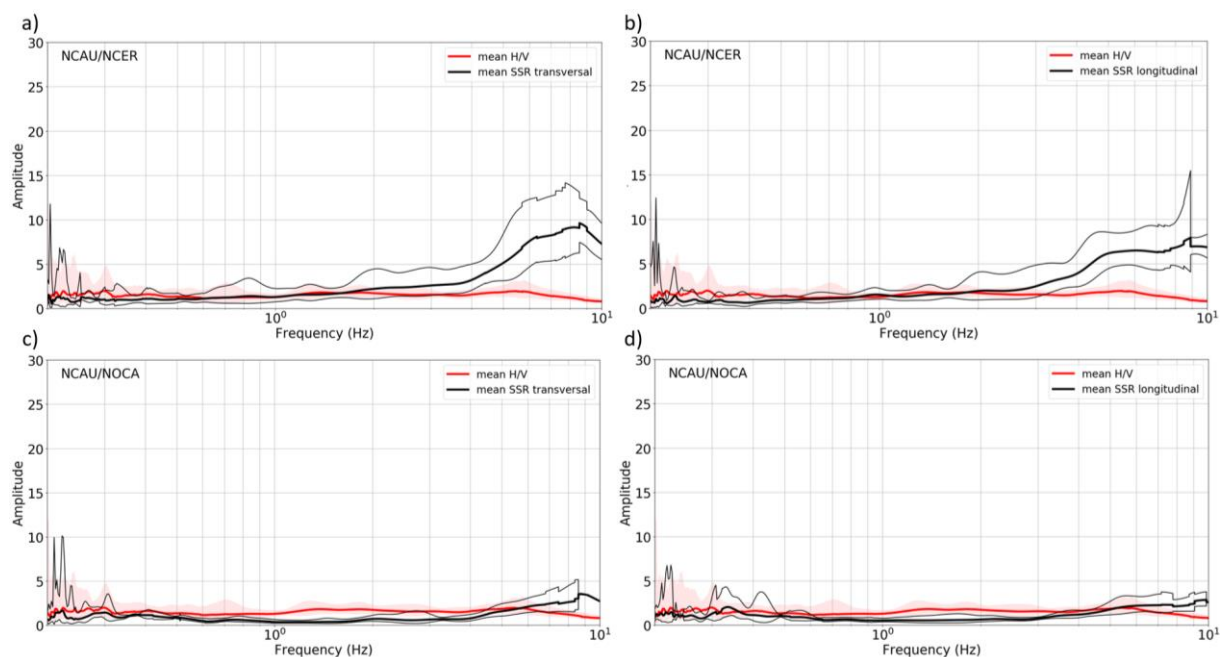 a)
30
25
20
15
10
5
0
Amplitude
NCAU/NCER
mean H/V
mean SSR transversal
10⁰
10¹
Frequency (Hz)
b)
30
25
20
15
10
5
0
NCAU/NCER
mean H/V
mean SSR longitudinal
10⁰
10¹
Frequency (Hz)
c)
30
25
20
15
10
5
0
Amplitude
NCAU/NOCA
mean H/V
mean SSR transversal
10⁰
10¹
Frequency (Hz)
d)
30
25
20
15
10
5
0
Amplitude
NCAU/NOCA
mean H/V
mean SSR longitudinal
10⁰
10¹
Frequency (Hz)